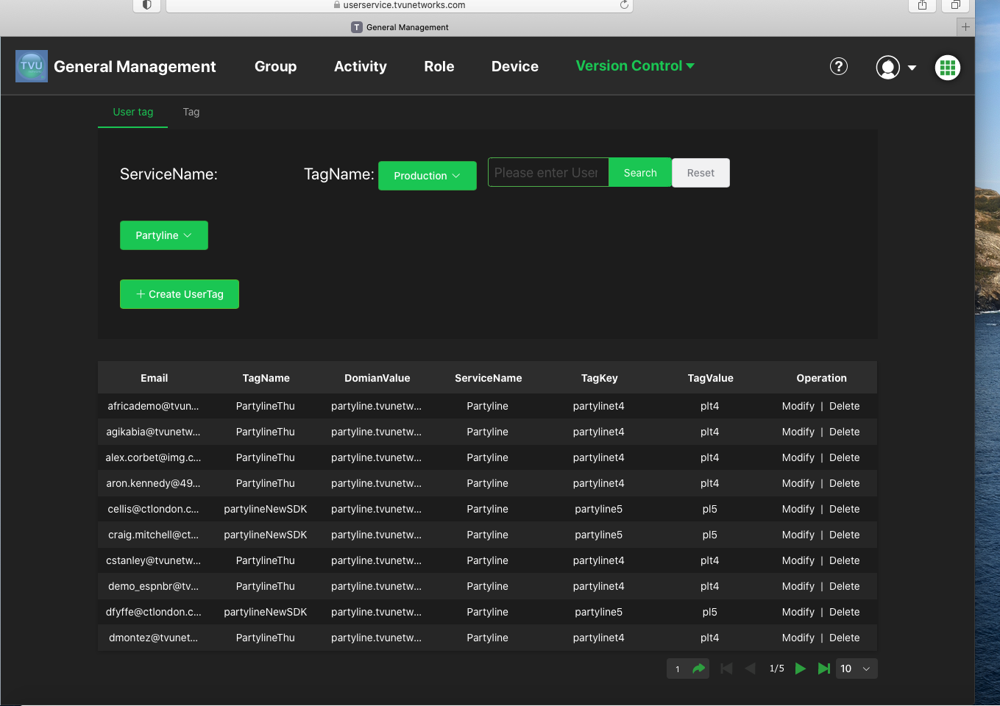 userservice.tvunetworks.com
T General Management
TVU General Management Group Activity Role Device Version Control ?
User tag Tag
ServiceName: TagName: Production Please enter User Search Reset
Partyline
+ Create UserTag
Email TagName DomianValue ServiceName TagKey TagValue Operation
africademo@tvun... PartylineThu partyline.tvunetw... Partyline partylinet4 plt4 Modify | Delete
agikabia@tvunetw... PartylineThu partyline.tvunetw... Partyline partylinet4 plt4 Modify | Delete
alex.corbet@img.c... PartylineThu partyline.tvunetw... Partyline partylinet4 plt4 Modify | Delete
aron.kennedy@49... PartylineThu partyline.tvunetw... Partyline partylinet4 plt4 Modify | Delete
cellis@ctlondon.c... partylineNewSDK partyline.tvunetw... Partyline partyline5 pl5 Modify | Delete
craig.mitchell@ct... partylineNewSDK partyline.tvunetw... Partyline partyline5 pl5 Modify | Delete
cstanley@tvunetw... PartylineThu partyline.tvunetw... Partyline partylinet4 plt4 Modify | Delete
demo_espnbr@tv... PartylineThu partyline.tvunetw... Partyline partylinet4 plt4 Modify | Delete
dfyffe@ctlondon.c... partylineNewSDK partyline.tvunetw... Partyline partyline5 pl5 Modify | Delete
dmontez@tvunet... PartylineThu partyline.tvunetw... Partyline partylinet4 plt4 Modify | Delete
1 1/5 10